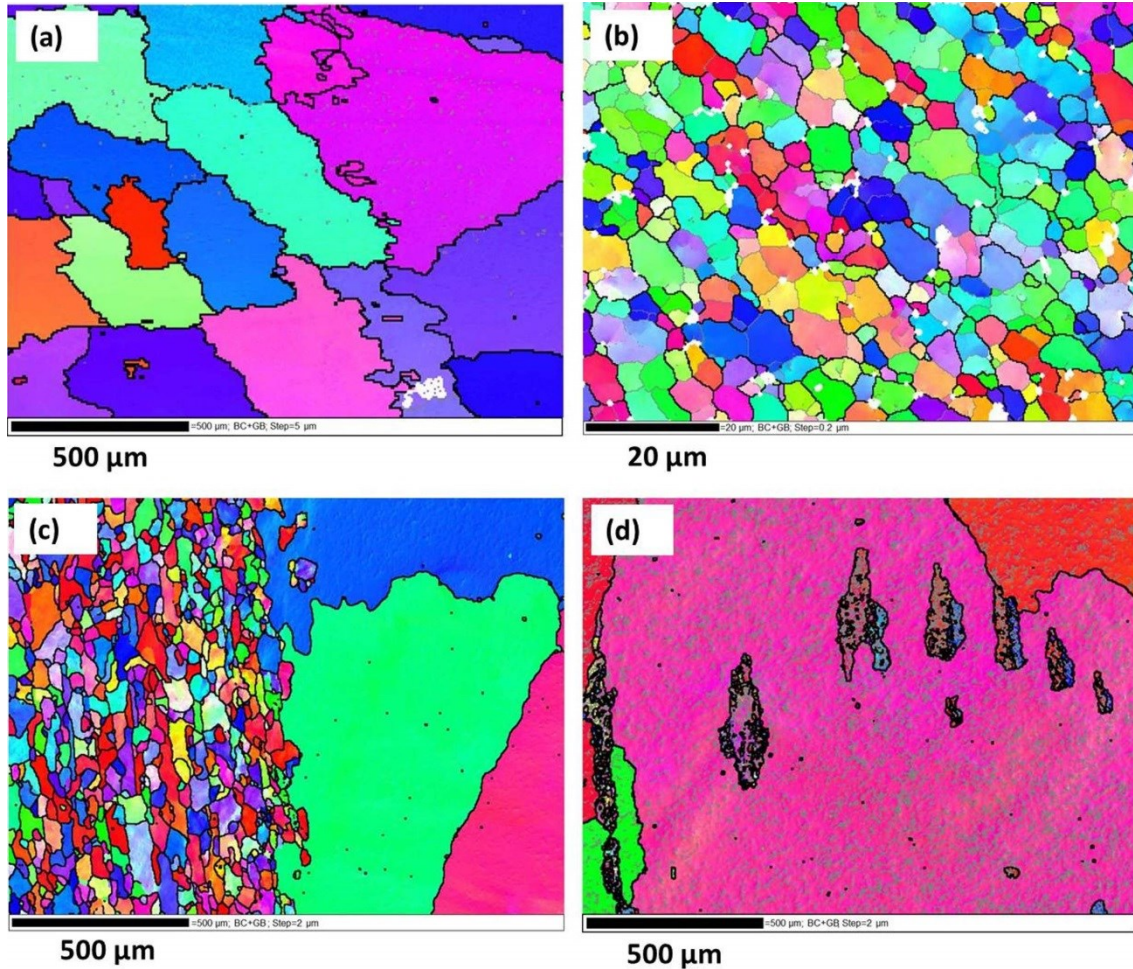 (a)
(b)
=500 µm; BC+GB; Step=5 µm
=20 µm; BC+GB; Step=0.2 µm
500 µm
20 µm
(c)
(d)
=500 µm; BC+GB; Step=2 µm
=500 µm; BC+GB; Step=2 µm
500 µm
500 µm